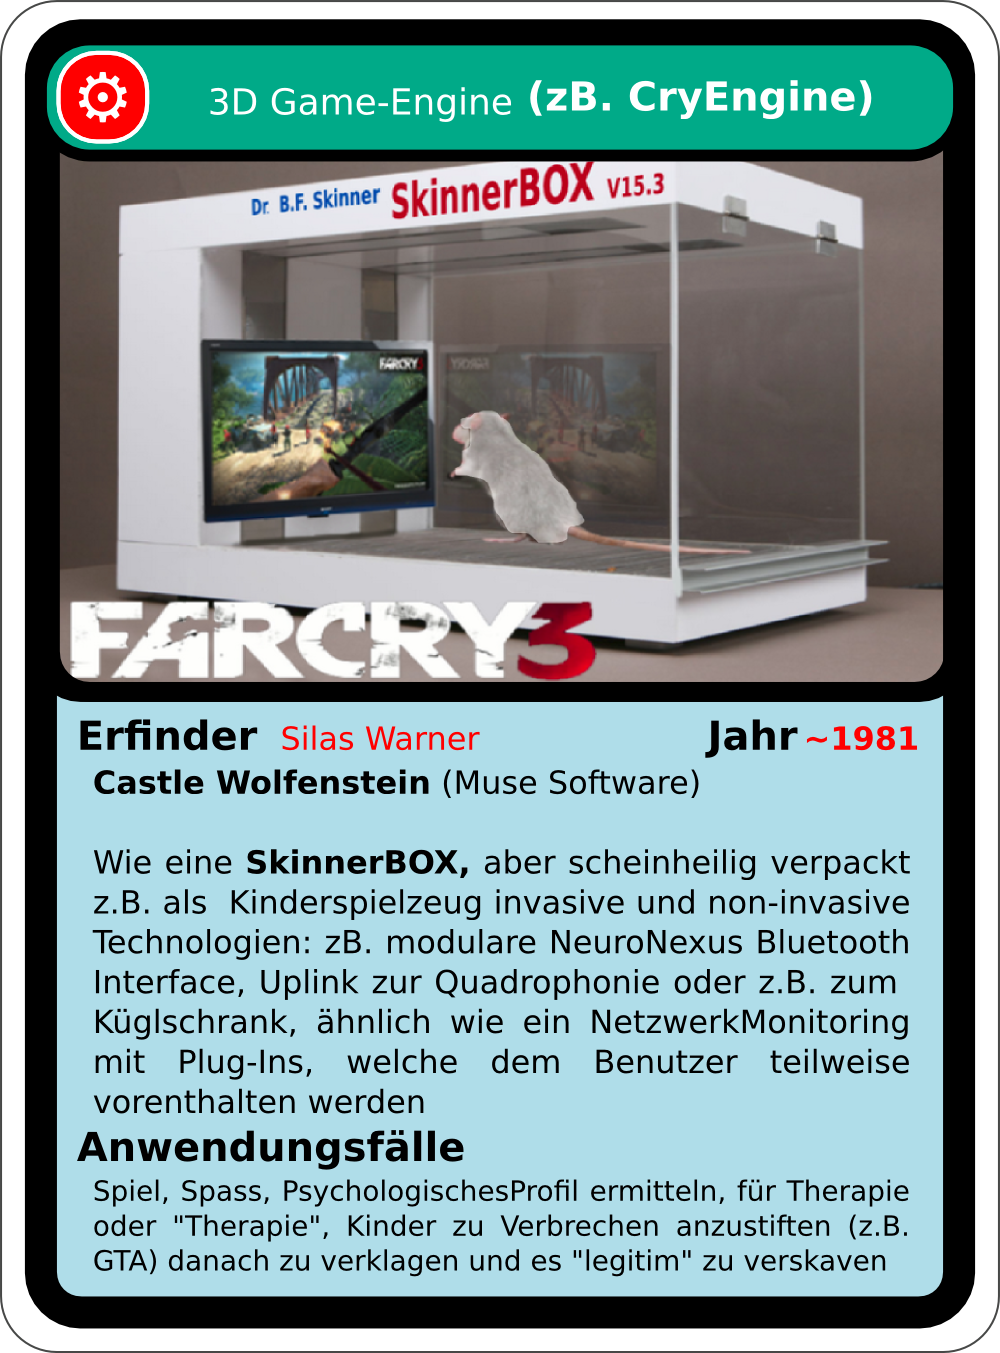 3D Game-Engine (zB. CryEngine)
Dr. B.F. Skinner SkinnerBOX V15.3
FARCRY3
FARCRY3
Erfinder Silas Warner Jahr ~1981
Castle Wolfenstein (Muse Software)
Wie eine SkinnerBOX, aber scheinheilig verpackt
z.B. als Kinderspielzeug invasive und non-invasive
Technologien: zB. modulare NeuroNexus Bluetooth
Interface, Uplink zur Quadrophonie oder z.B. zum
Küglschrank, ähnlich wie ein NetzwerkMonitoring
mit Plug-Ins, welche dem Benutzer teilweise
vorenthalten werden
Anwendungsfälle
Spiel, Spass, PsychologischesProfil ermitteln, für Therapie
oder "Therapie", Kinder zu Verbrechen anzustiften (z.B.
GTA) danach zu verklagen und es "legitim" zu verskaven